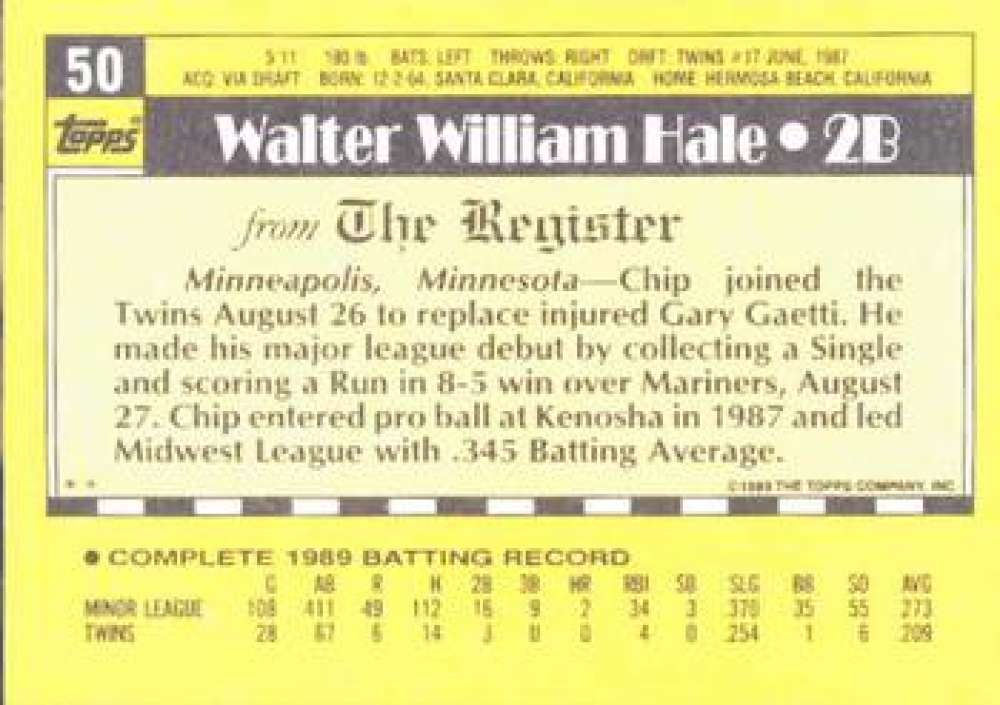 50
5'11" 180 lb. BATS: LEFT THROWS: RIGHT DRFT: TWINS #17-JUNE, 1987
ACQ: VIA DRAFT BORN: 12-2-64, SANTA CLARA, CALIFORNIA HOME: HERMOSA BEACH, CALIFORNIA
topps®
Walter William Hale • 2B
from The Register
Minneapolis, Minnesota—Chip joined the
Twins August 26 to replace injured Gary Gaetti. He
made his major league debut by collecting a Single
and scoring a Run in 8-5 win over Mariners, August
27. Chip entered pro ball at Kenosha in 1987 and led
Midwest League with .345 Batting Average.
* *
©1989 THE TOPPS COMPANY, INC.
• COMPLETE 1989 BATTING RECORD
G AB R H 2B 3B HR RBI SB SLG BB SO AVG
MINOR LEAGUE 108 411 49 112 16 9 2 34 3 .370 35 55 .273
TWINS 28 67 6 14 3 0 0 4 0 .254 1 6 .209